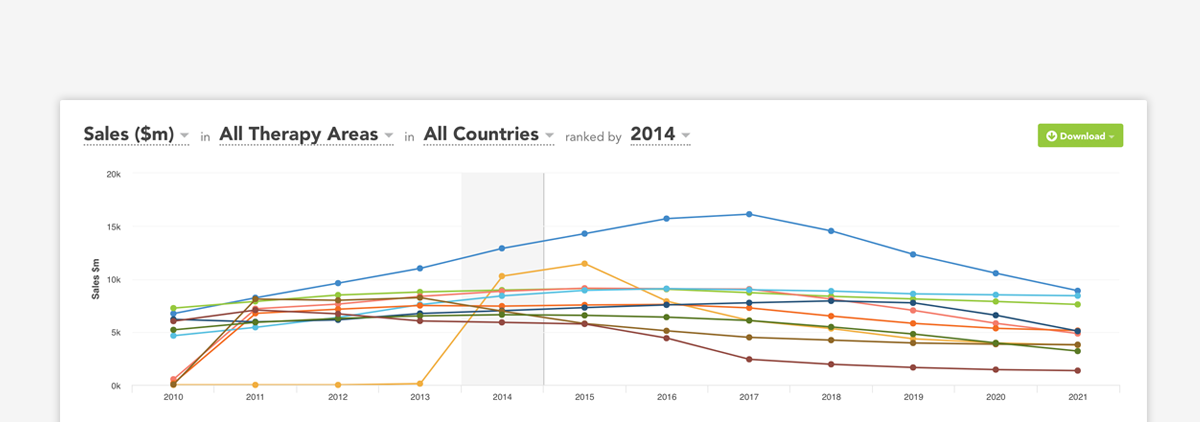 Sales ($m) in All Therapy Areas in All Countries ranked by 2014
Download
20k
15k
10k
5k
0k
Sales $m
2010 2011 2012 2013 2014 2015 2016 2017 2018 2019 2020 2021